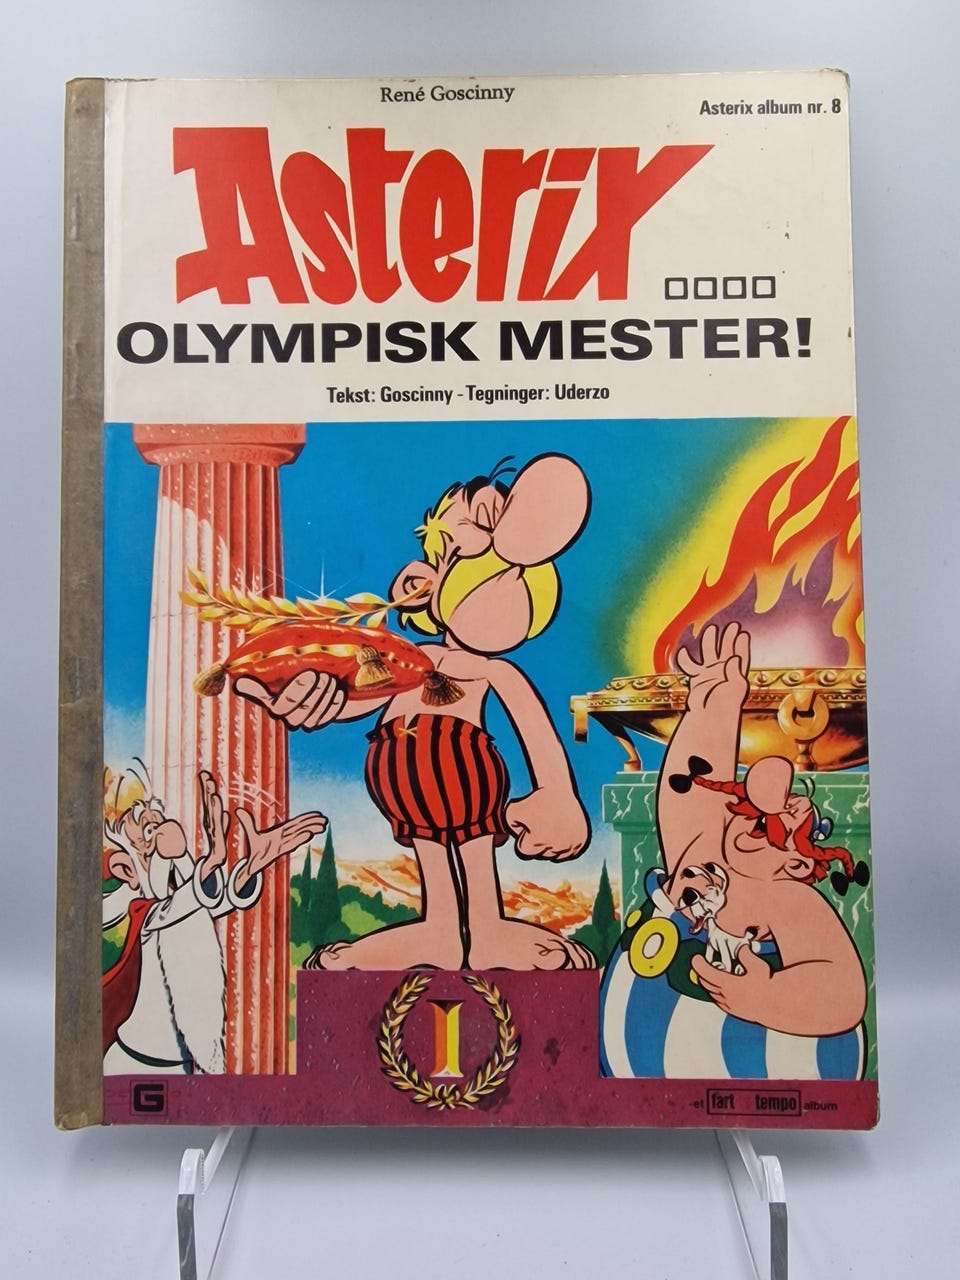 René Goscinny
Asterix album nr. 8
Asterix
OLYMPISK MESTER!
Tekst: Goscinny - Tegninger: Uderzo
I
G
et fart tempo album